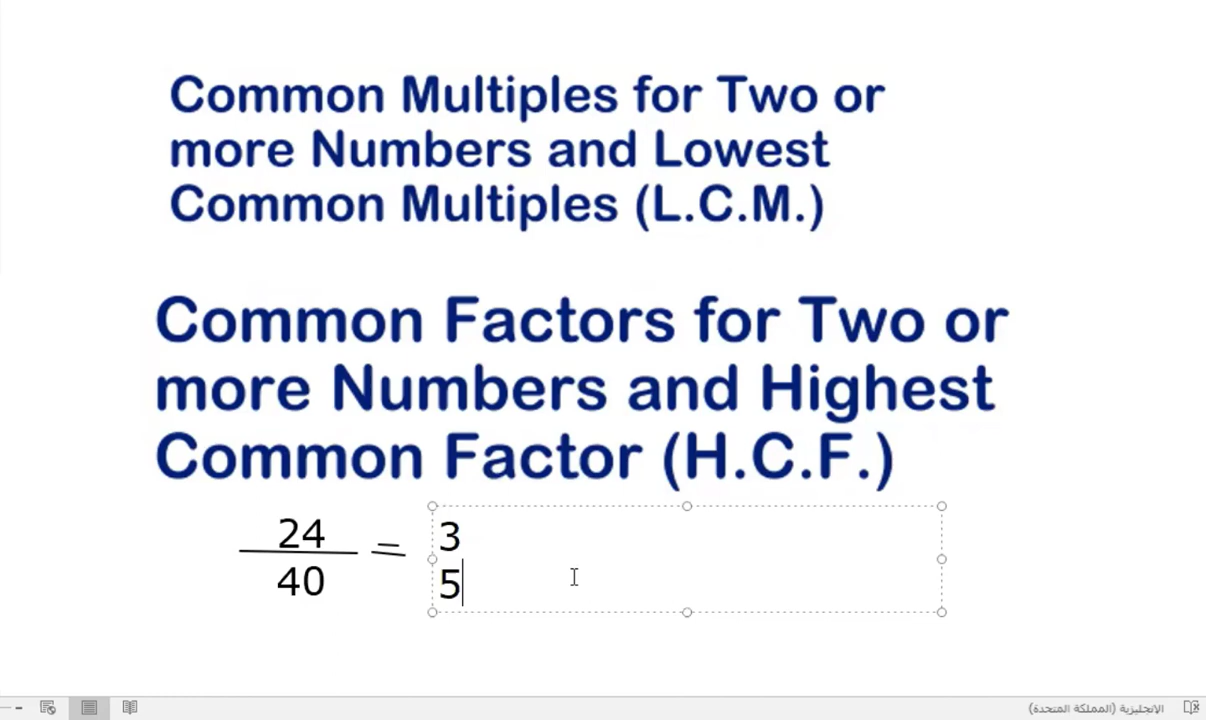 Common Multiples for Two or
more Numbers and Lowest
Common Multiples (L.C.M.)
Common Factors for Two or
more Numbers and Highest
Common Factor (H.C.F.)
24
40
=
3
5
الانجليزية (المملكة المتحدة)